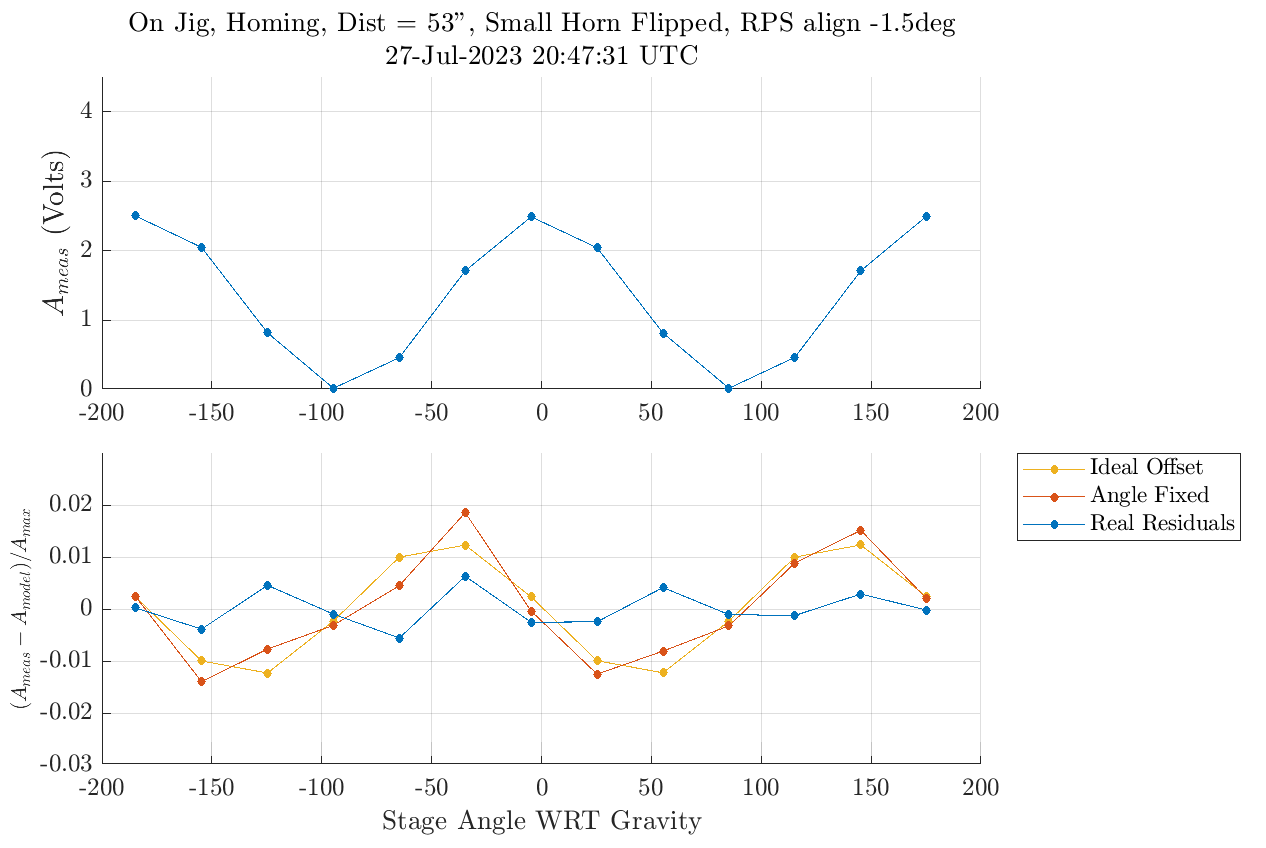 On Jig, Homing, Dist = 53", Small Horn Flipped, RPS align -1.5deg
27-Jul-2023 20:47:31 UTC
A_meas (Volts)
4
3
2
1
0
-200 -150 -100 -50 0 50 100 150 200
(A_meas − A_model)/A_max
0.02
0.01
0
-0.01
-0.02
-0.03
-200 -150 -100 -50 0 50 100 150 200
Stage Angle WRT Gravity
Ideal Offset
Angle Fixed
Real Residuals